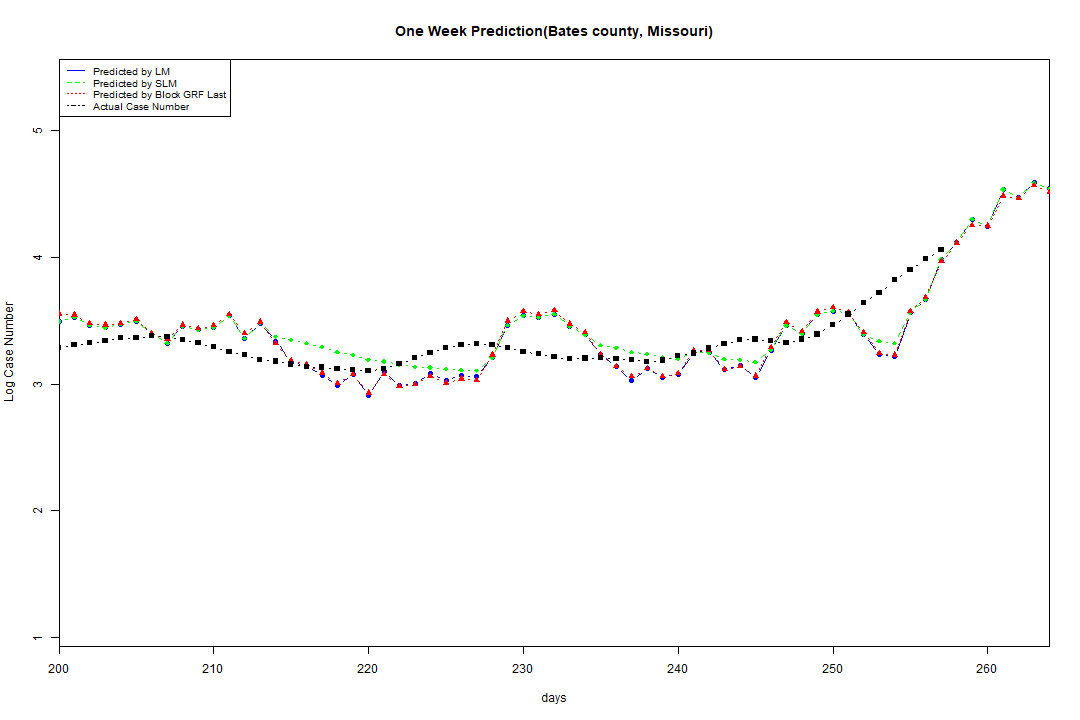 One Week Prediction(Bates county, Missouri)
Predicted by LM
Predicted by SLM
Predicted by Block GRF Last
Actual Case Number
5
4
3
2
1
Log Case Number
200 210 220 230 240 250 260
days